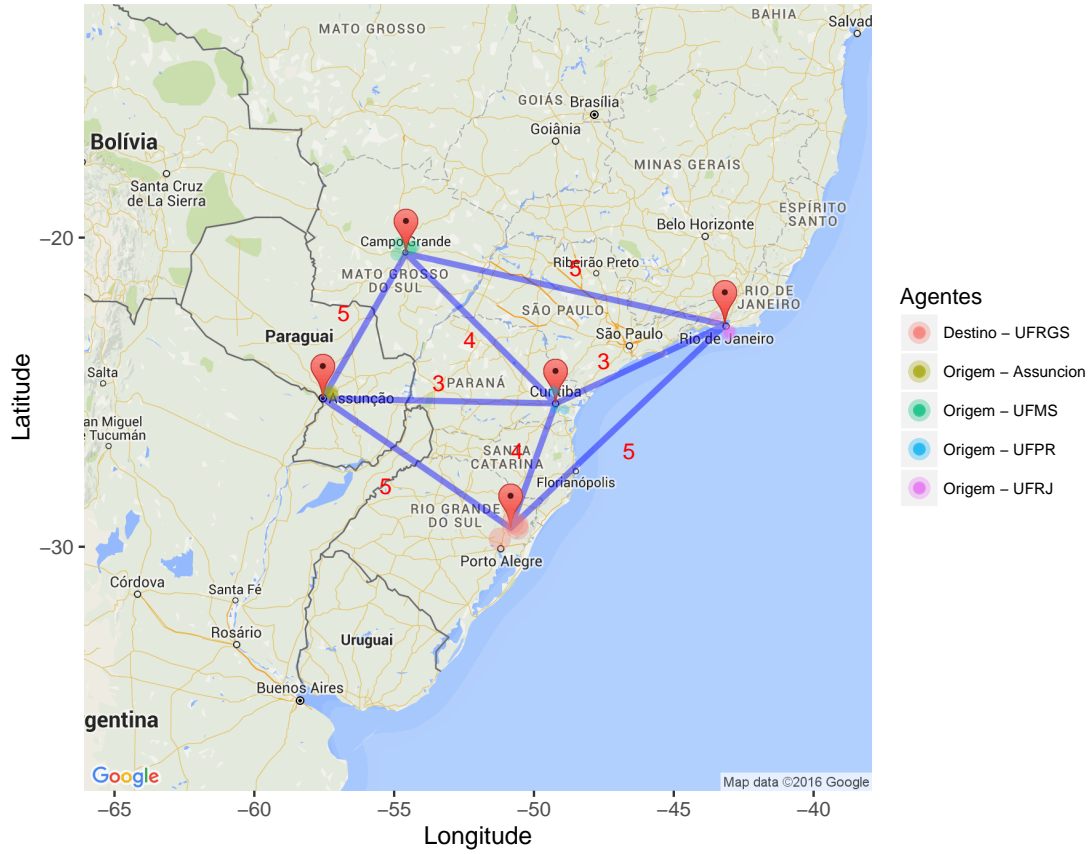 BAHIA
Salvad
MATO GROSSO
GOIÁS
Brasília
Goiânia
Bolívia
MINAS GERAIS
Santa Cruz
de La Sierra
ESPÍRITO
SANTO
Belo Horizonte
−20
Campo Grande
Ribeirão Preto
5
MATO GROSSO
DO SUL
RIO DE
JANEIRO
SÃO PAULO
5
Paraguai
4
São Paulo
Rio de Janeiro
3
Salta
3
PARANÁ
Curitiba
Assunção
an Miguel
e Tucumán
4
5
SANTA
CATARINA
Florianópolis
5
RIO GRANDE
DO SUL
−30
Porto Alegre
Córdova
Santa Fé
Rosário
Uruguai
Buenos Aires
gentina
Google
Map data ©2016 Google
−65
−60
−55
−50
−45
−40
Longitude
Latitude
Agentes
Destino − UFRGS
Origem − Assuncion
Origem − UFMS
Origem − UFPR
Origem − UFRJ